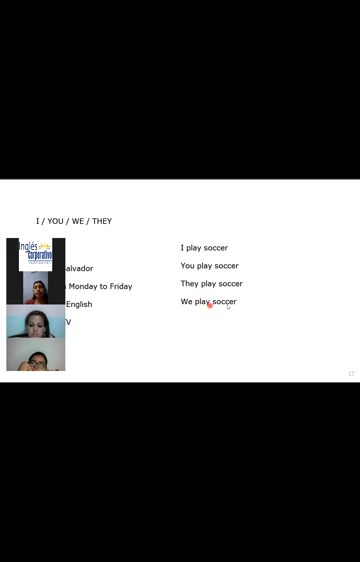 I / YOU / WE / THEY
Inglés
Corporativo
alvador
Monday to Friday
English
V
I play soccer
You play soccer
They play soccer
We play soccer